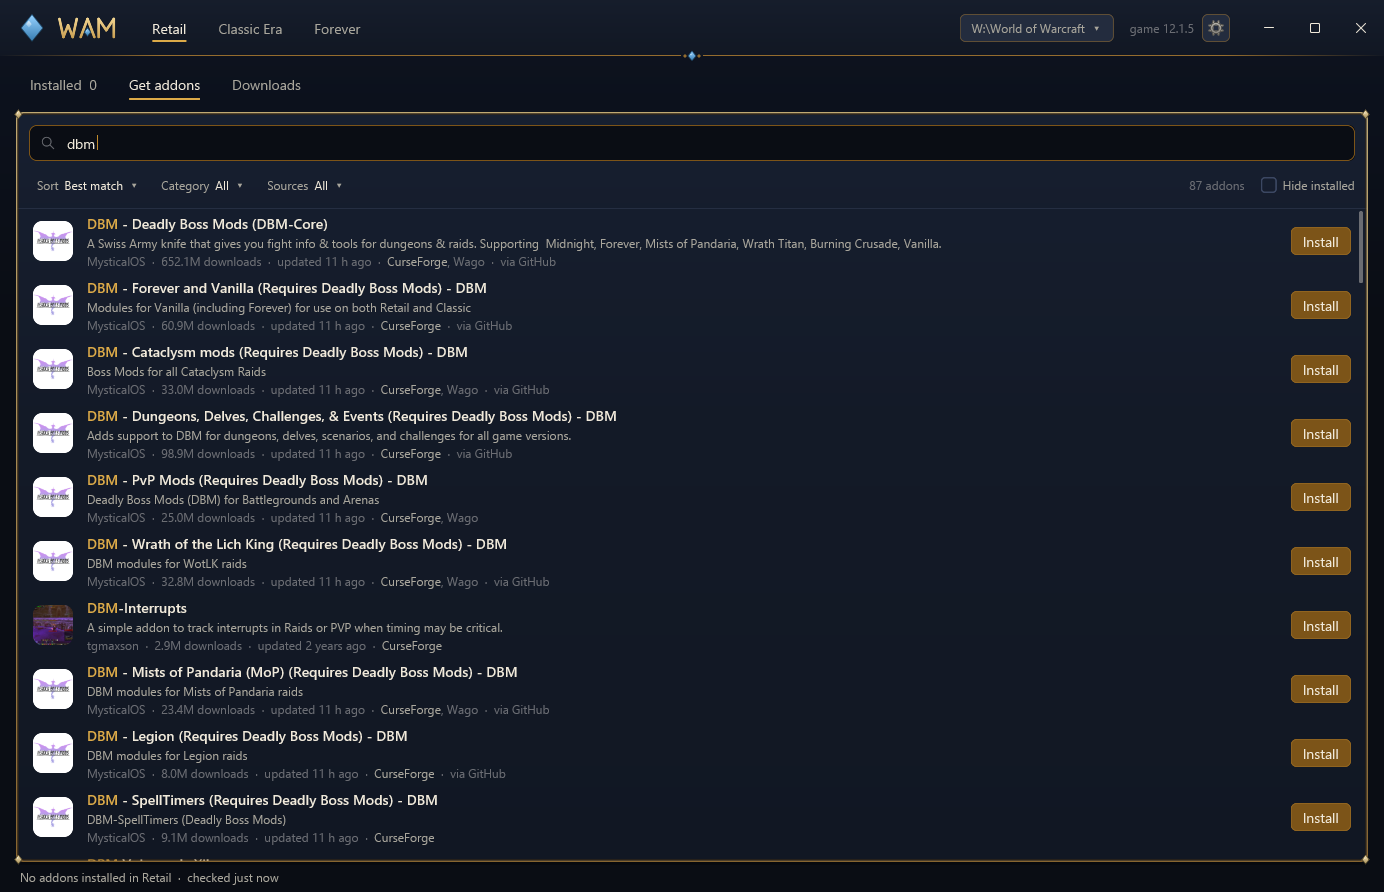 WAM Retail Classic Era Forever W:\World of Warcraft game 12.1.5
Installed 0 Get addons Downloads
dbm
Sort Best match Category All Sources All 87 addons Hide installed
DBM - Deadly Boss Mods (DBM-Core)
A Swiss Army knife that gives you fight info & tools for dungeons & raids. Supporting  Midnight, Forever, Mists of Pandaria, Wrath Titan, Burning Crusade, Vanilla.
MysticalOS · 652.1M downloads · updated 11 h ago · CurseForge, Wago · via GitHub
Install
DBM - Forever and Vanilla (Requires Deadly Boss Mods) - DBM
Modules for Vanilla (including Forever) for use on both Retail and Classic
MysticalOS · 60.9M downloads · updated 11 h ago · CurseForge · via GitHub
Install
DBM - Cataclysm mods (Requires Deadly Boss Mods) - DBM
Boss Mods for all Cataclysm Raids
MysticalOS · 33.0M downloads · updated 11 h ago · CurseForge, Wago · via GitHub
Install
DBM - Dungeons, Delves, Challenges, & Events (Requires Deadly Boss Mods) - DBM
Adds support to DBM for dungeons, delves, scenarios, and challenges for all game versions.
MysticalOS · 98.9M downloads · updated 11 h ago · CurseForge · via GitHub
Install
DBM - PvP Mods (Requires Deadly Boss Mods) - DBM
Deadly Boss Mods (DBM) for Battlegrounds and Arenas
MysticalOS · 25.0M downloads · updated 11 h ago · CurseForge, Wago
Install
DBM - Wrath of the Lich King (Requires Deadly Boss Mods) - DBM
DBM modules for WotLK raids
MysticalOS · 32.8M downloads · updated 11 h ago · CurseForge, Wago · via GitHub
Install
DBM-Interrupts
A simple addon to track interrupts in Raids or PVP when timing may be critical.
tgmaxson · 2.9M downloads · updated 2 years ago · CurseForge
Install
DBM - Mists of Pandaria (MoP) (Requires Deadly Boss Mods) - DBM
DBM modules for Mists of Pandaria raids
MysticalOS · 23.4M downloads · updated 11 h ago · CurseForge, Wago · via GitHub
Install
DBM - Legion (Requires Deadly Boss Mods) - DBM
DBM modules for Legion raids
MysticalOS · 8.0M downloads · updated 11 h ago · CurseForge · via GitHub
Install
DBM - SpellTimers (Requires Deadly Boss Mods) - DBM
DBM-SpellTimers (Deadly Boss Mods)
MysticalOS · 9.1M downloads · updated 11 h ago · CurseForge
Install
No addons installed in Retail · checked just now